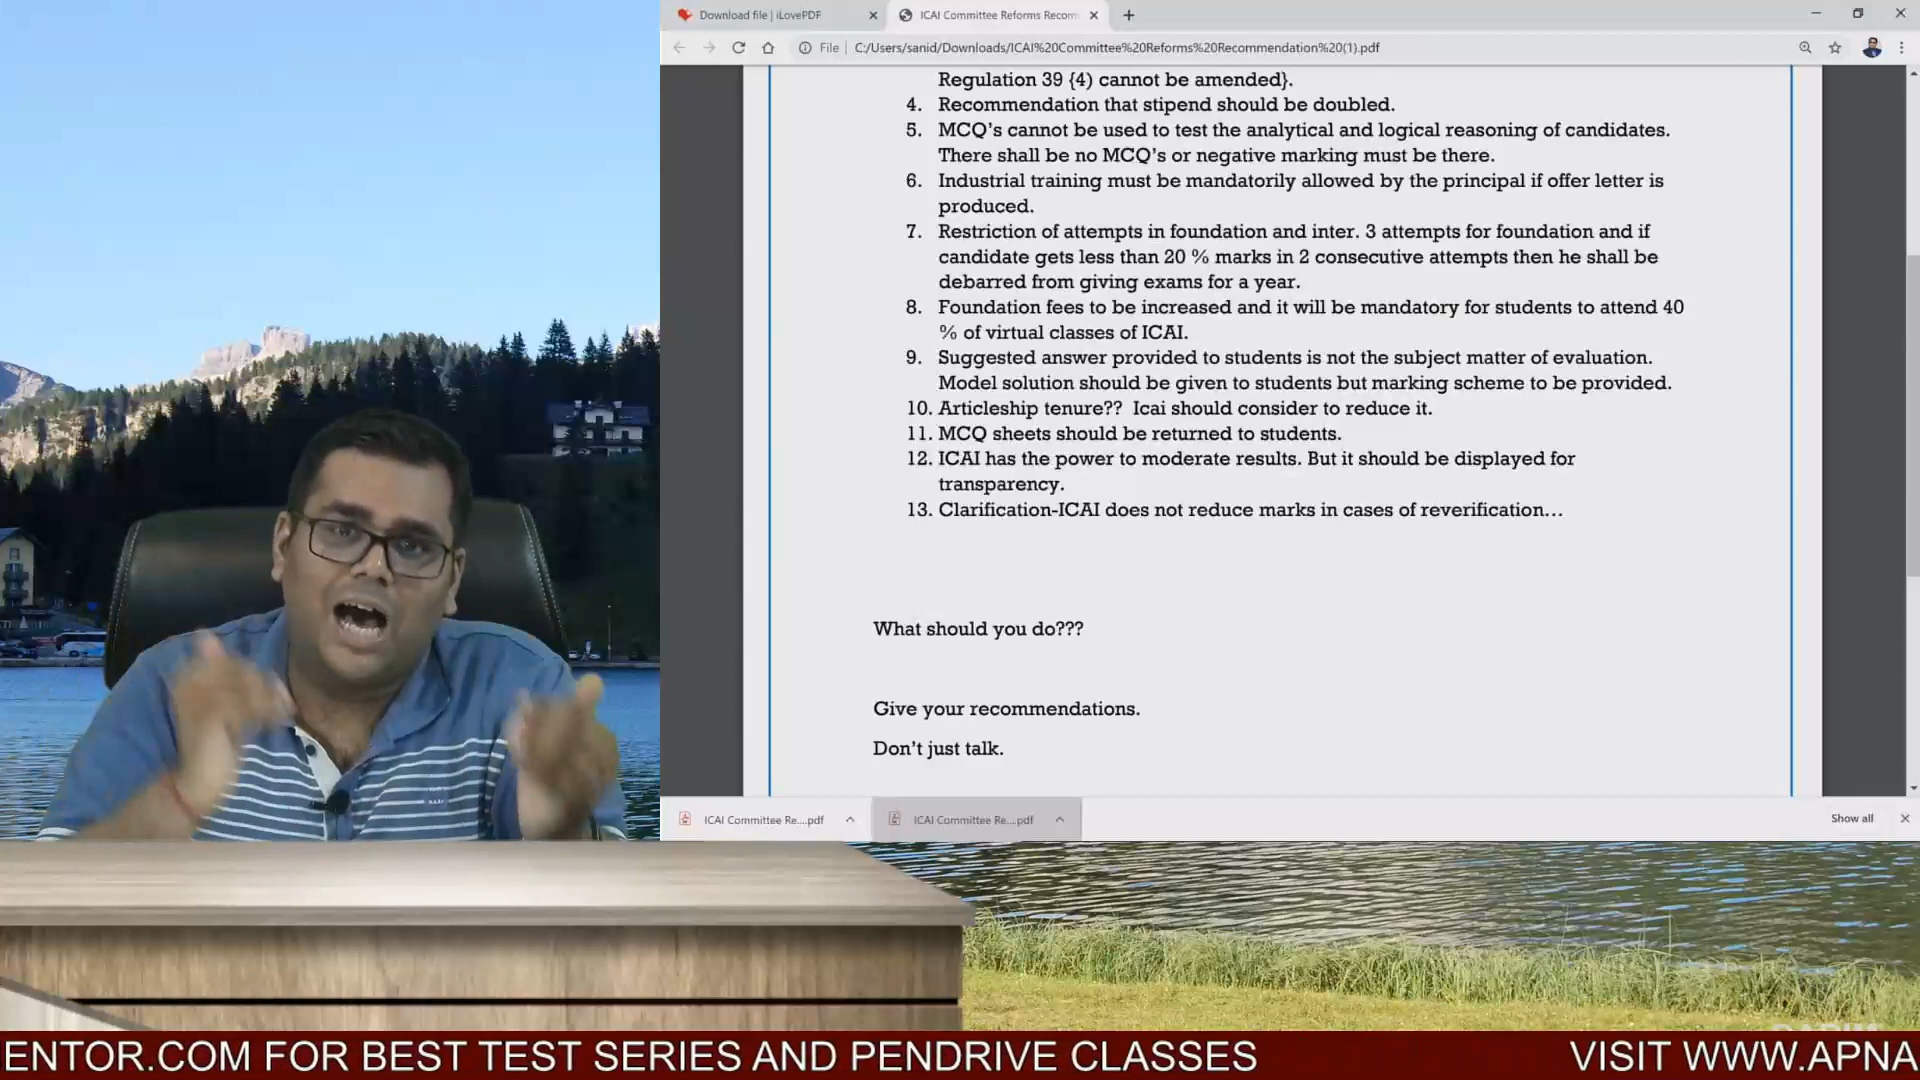 Download file | iLovePDF
ICAI Committee Reforms Recom
File
C:/Users/sanid/Downloads/ICAI%20Committee%20Reforms%20Recommendation%20(1).pdf
Regulation 39 {4) cannot be amended}.
4. Recommendation that stipend should be doubled.
5. MCQ's cannot be used to test the analytical and logical reasoning of candidates.
There shall be no MCQ's or negative marking must be there.
6. Industrial training must be mandatorily allowed by the principal if offer letter is
produced.
7. Restriction of attempts in foundation and inter. 3 attempts for foundation and if
candidate gets less than 20 % marks in 2 consecutive attempts then he shall be
debarred from giving exams for a year.
8. Foundation fees to be increased and it will be mandatory for students to attend 40
% of virtual classes of ICAI.
9. Suggested answer provided to students is not the subject matter of evaluation.
Model solution should be given to students but marking scheme to be provided.
10. Articleship tenure?? Icai should consider to reduce it.
11. MCQ sheets should be returned to students.
12. ICAI has the power to moderate results. But it should be displayed for
transparency.
13. Clarification-ICAI does not reduce marks in cases of reverification...
What should you do???
Give your recommendations.
Don't just talk.
ICAI Committee Re....pdf
ICAI Committee Re....pdf
Show all
ENTOR.COM FOR BEST TEST SERIES AND PENDRIVE CLASSES
VISIT WWW.APNA